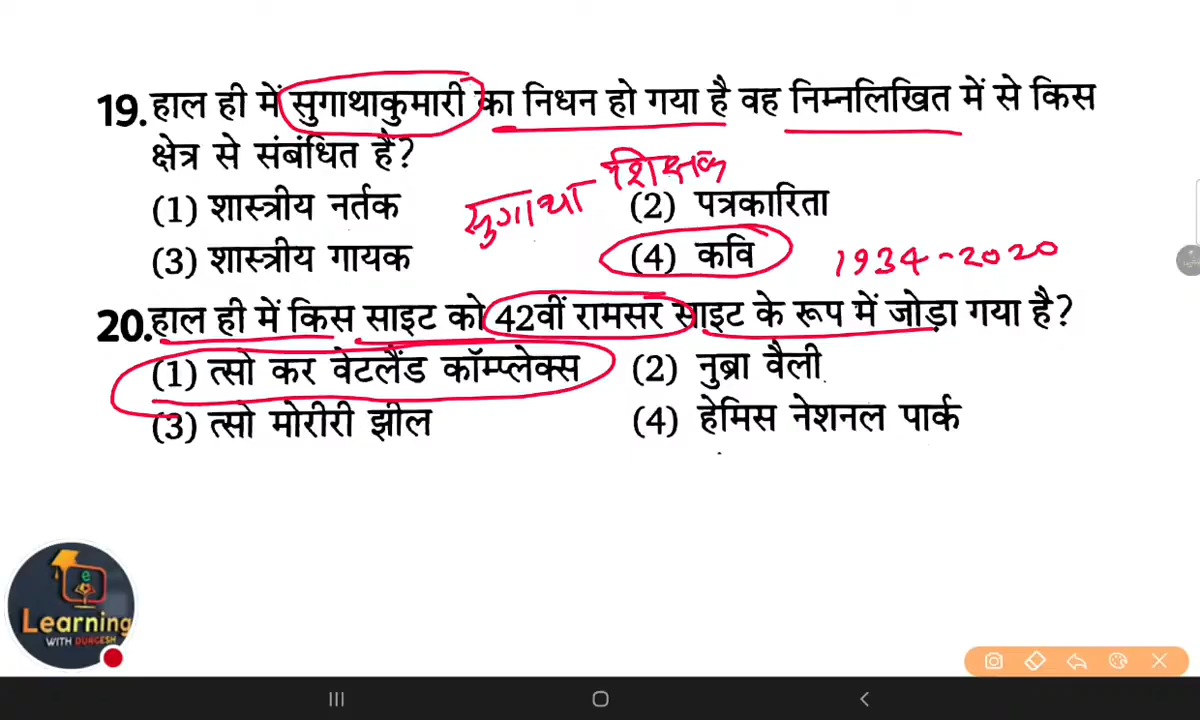 19. हाल ही में सुगाथाकुमारी का निधन हो गया है वह निम्नलिखित में से किस
क्षेत्र से संबंधित हैं?
सुगाथा शिक्षक
(1) शास्त्रीय नर्तक (2) पत्रकारिता
(3) शास्त्रीय गायक (4) कवि 1934-2020
20. हाल ही में किस साइट को 42वीं रामसर साइट के रूप में जोड़ा गया है?
(1) त्सो कर वेटलैंड कॉम्प्लेक्स (2) नुब्रा वैली
(3) त्सो मोरीरी झील (4) हेमिस नेशनल पार्क
e
Learning
WITH DURGESH